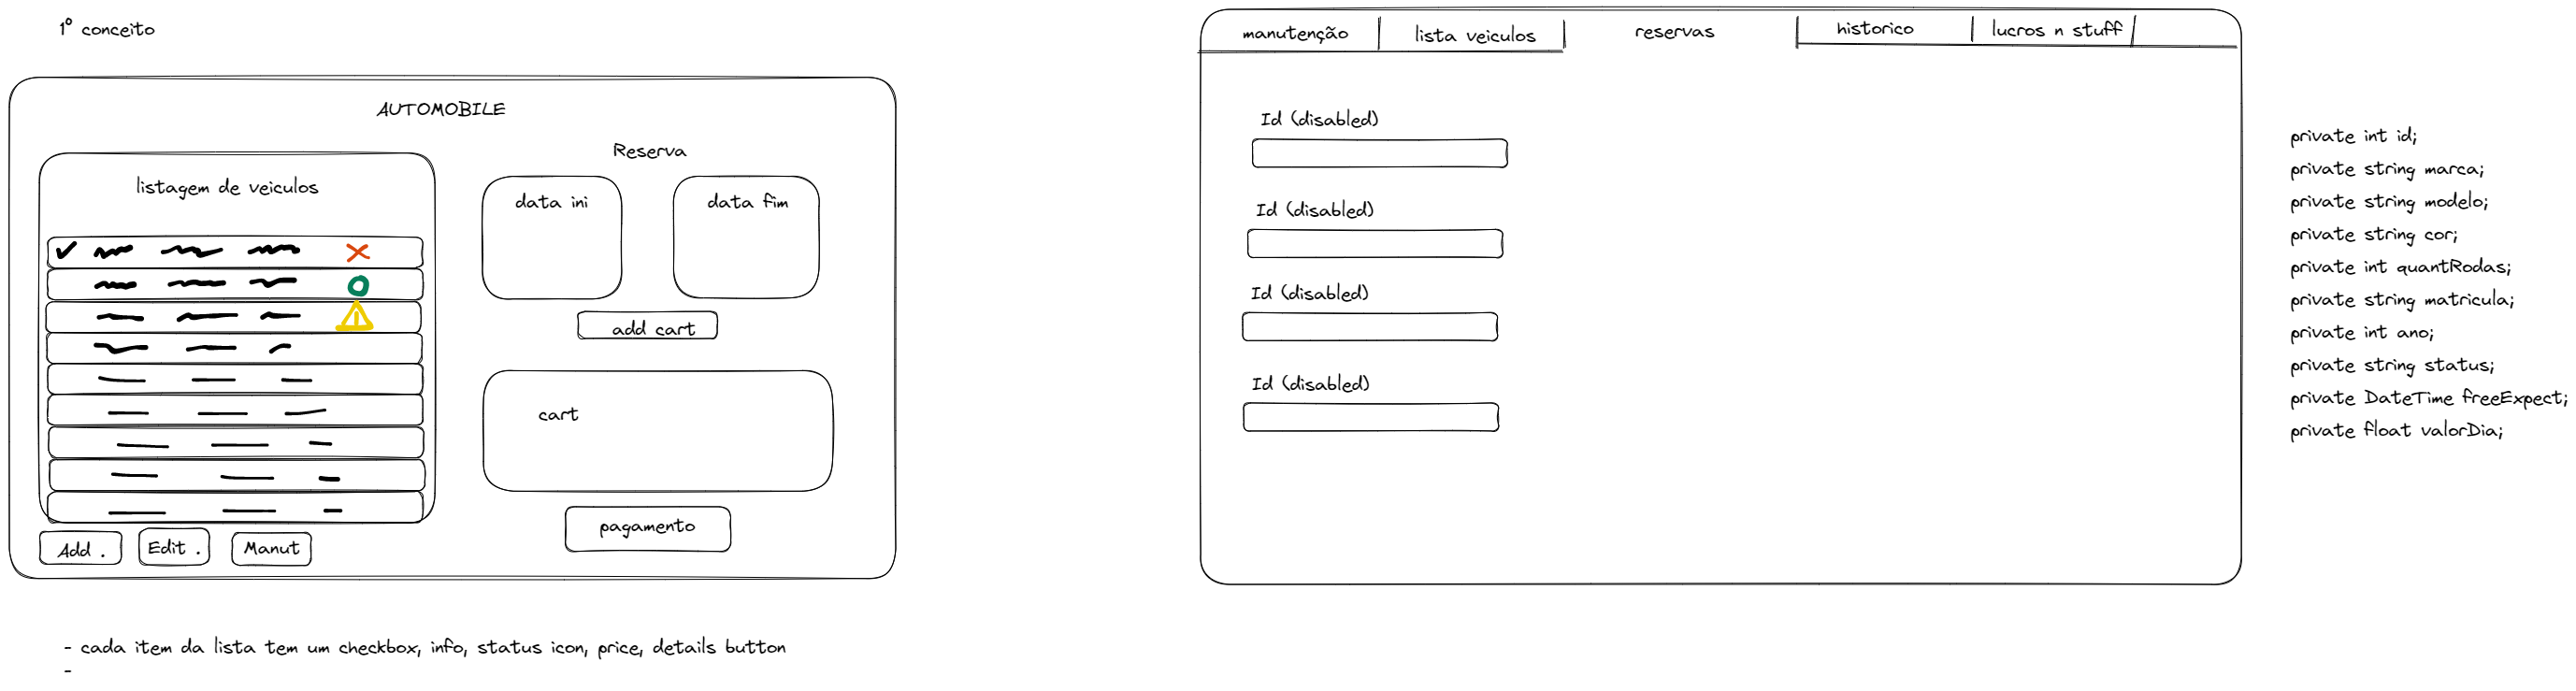 1º conceito
AUTOMOBILE
listagem de veiculos
Reserva
data ini
data fim
add cart
cart
pagamento
Add .
Edit .
Manut
- cada item da lista tem um checkbox, info, status icon, price, details button
-
manutenção
lista veiculos
reservas
historico
lucros n stuff
Id (disabled)
Id (disabled)
Id (disabled)
Id (disabled)
private int id;
private string marca;
private string modelo;
private string cor;
private int quantRodas;
private string matricula;
private int ano;
private string status;
private DateTime freeExpect;
private float valorDia;